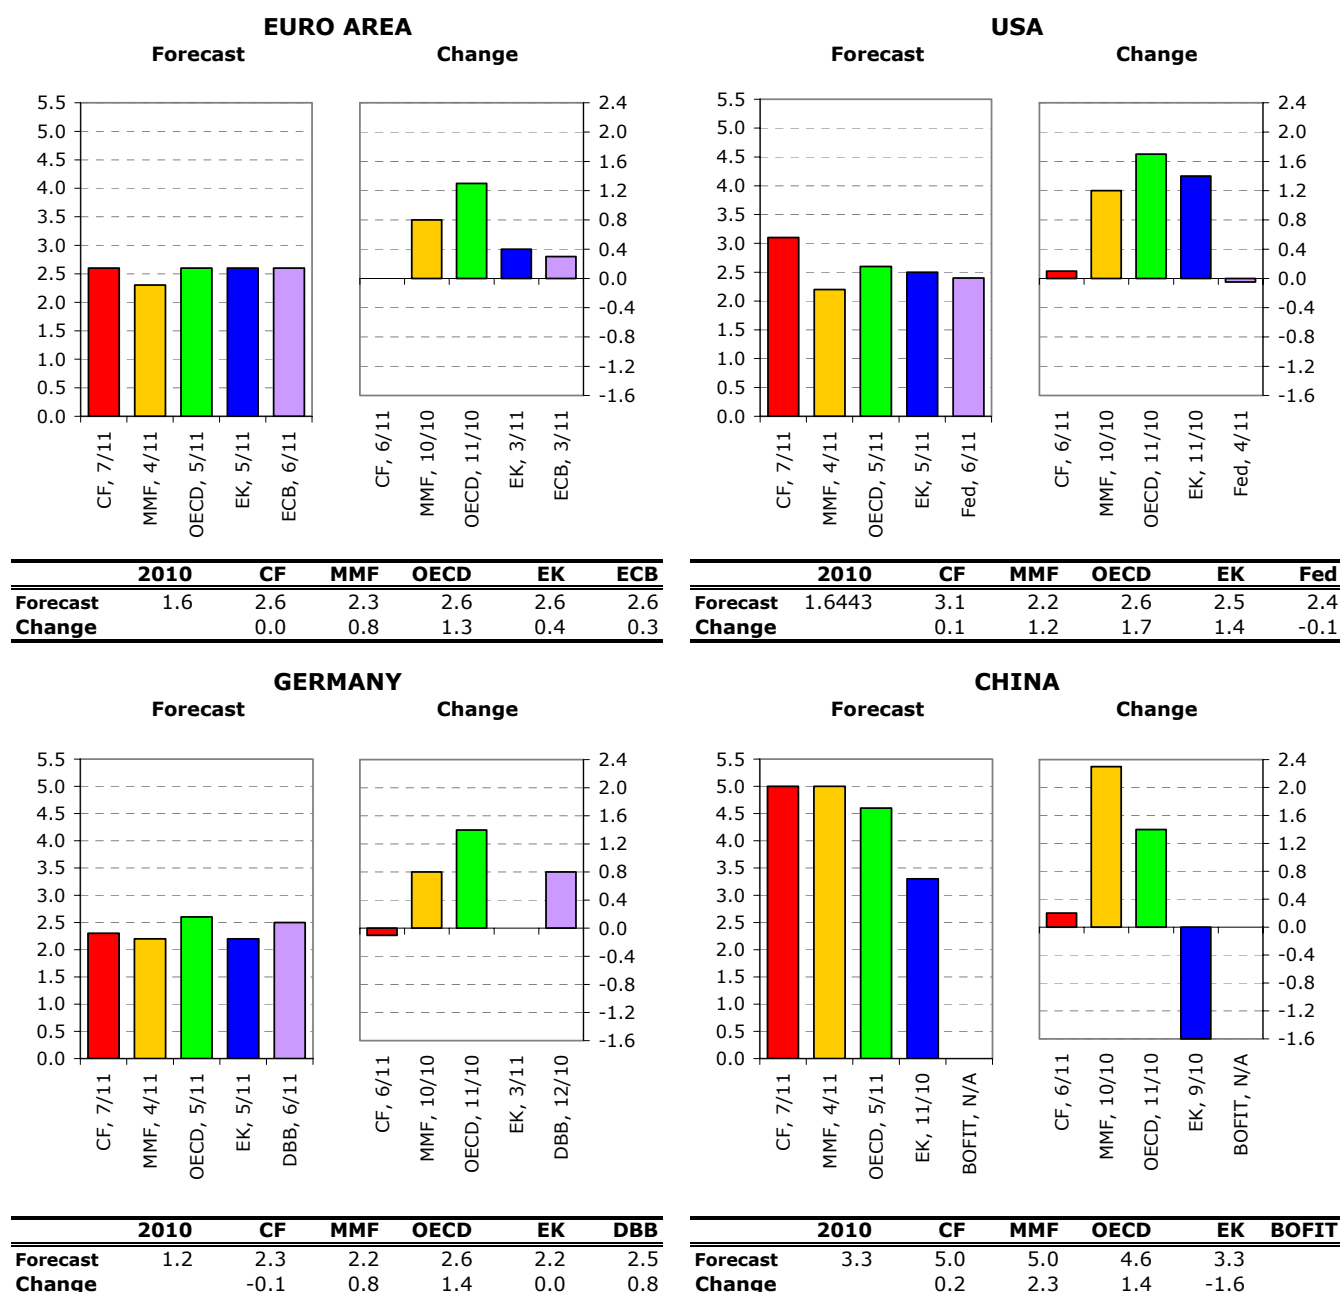 EURO AREA
Forecast Change
5.5
5.0
4.5
4.0
3.5
3.0
2.5
2.0
1.5
1.0
0.5
0.0
CF, 7/11
MMF, 4/11
OECD, 5/11
EK, 5/11
ECB, 6/11
2.4
2.0
1.6
1.2
0.8
0.4
0.0
-0.4
-0.8
-1.2
-1.6
CF, 6/11
MMF, 10/10
OECD, 11/10
EK, 3/11
ECB, 3/11
2010 CF MMF OECD EK ECB
Forecast 1.6 2.6 2.3 2.6 2.6 2.6
Change 0.0 0.8 1.3 0.4 0.3
USA
Forecast Change
5.5
5.0
4.5
4.0
3.5
3.0
2.5
2.0
1.5
1.0
0.5
0.0
CF, 7/11
MMF, 4/11
OECD, 5/11
EK, 5/11
Fed, 6/11
2.4
2.0
1.6
1.2
0.8
0.4
0.0
-0.4
-0.8
-1.2
-1.6
CF, 6/11
MMF, 10/10
OECD, 11/10
EK, 11/10
Fed, 4/11
2010 CF MMF OECD EK Fed
Forecast 1.6443 3.1 2.2 2.6 2.5 2.4
Change 0.1 1.2 1.7 1.4 -0.1
GERMANY
Forecast Change
5.5
5.0
4.5
4.0
3.5
3.0
2.5
2.0
1.5
1.0
0.5
0.0
CF, 7/11
MMF, 4/11
OECD, 5/11
EK, 5/11
DBB, 6/11
2.4
2.0
1.6
1.2
0.8
0.4
0.0
-0.4
-0.8
-1.2
-1.6
CF, 6/11
MMF, 10/10
OECD, 11/10
EK, 3/11
DBB, 12/10
2010 CF MMF OECD EK DBB
Forecast 1.2 2.3 2.2 2.6 2.2 2.5
Change -0.1 0.8 1.4 0.0 0.8
CHINA
Forecast Change
5.5
5.0
4.5
4.0
3.5
3.0
2.5
2.0
1.5
1.0
0.5
0.0
CF, 7/11
MMF, 4/11
OECD, 5/11
EK, 11/10
BOFIT, N/A
2.4
2.0
1.6
1.2
0.8
0.4
0.0
-0.4
-0.8
-1.2
-1.6
CF, 6/11
MMF, 10/10
OECD, 11/10
EK, 9/10
BOFIT, N/A
2010 CF MMF OECD EK BOFIT
Forecast 3.3 5.0 5.0 4.6 3.3
Change 0.2 2.3 1.4 -1.6